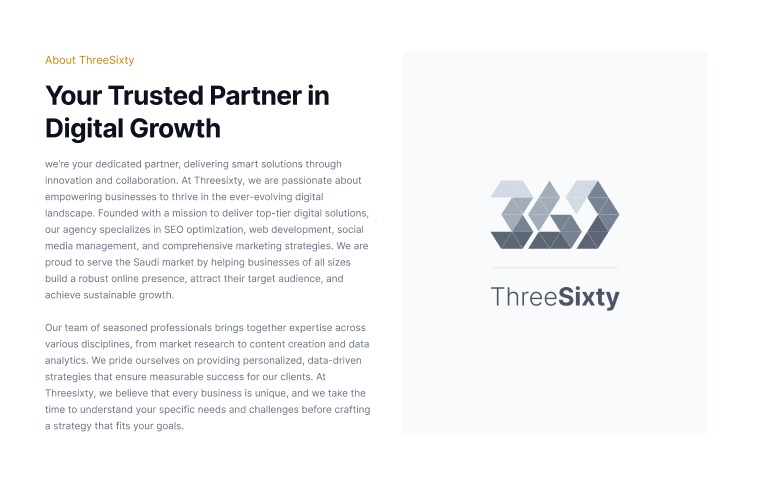 About ThreeSixty
Your Trusted Partner in
Digital Growth
we're your dedicated partner, delivering smart solutions through
innovation and collaboration. At Threesixty, we are passionate about
empowering businesses to thrive in the ever-evolving digital
landscape. Founded with a mission to deliver top-tier digital solutions,
our agency specializes in SEO optimization, web development, social
media management, and comprehensive marketing strategies. We are
proud to serve the Saudi market by helping businesses of all sizes
build a robust online presence, attract their target audience, and
achieve sustainable growth.
Our team of seasoned professionals brings together expertise across
various disciplines, from market research to content creation and data
analytics. We pride ourselves on providing personalized, data-driven
strategies that ensure measurable success for our clients. At
Threesixty, we believe that every business is unique, and we take the
time to understand your specific needs and challenges before crafting
a strategy that fits your goals.
360
ThreeSixty